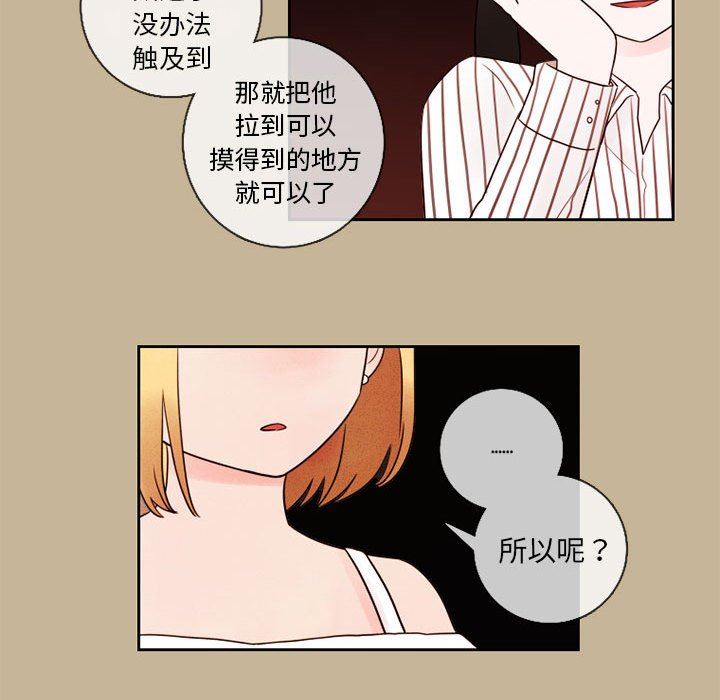 没办法
触及到
那就把他
拉到可以
摸得到的地方
就可以了
……
所以呢？